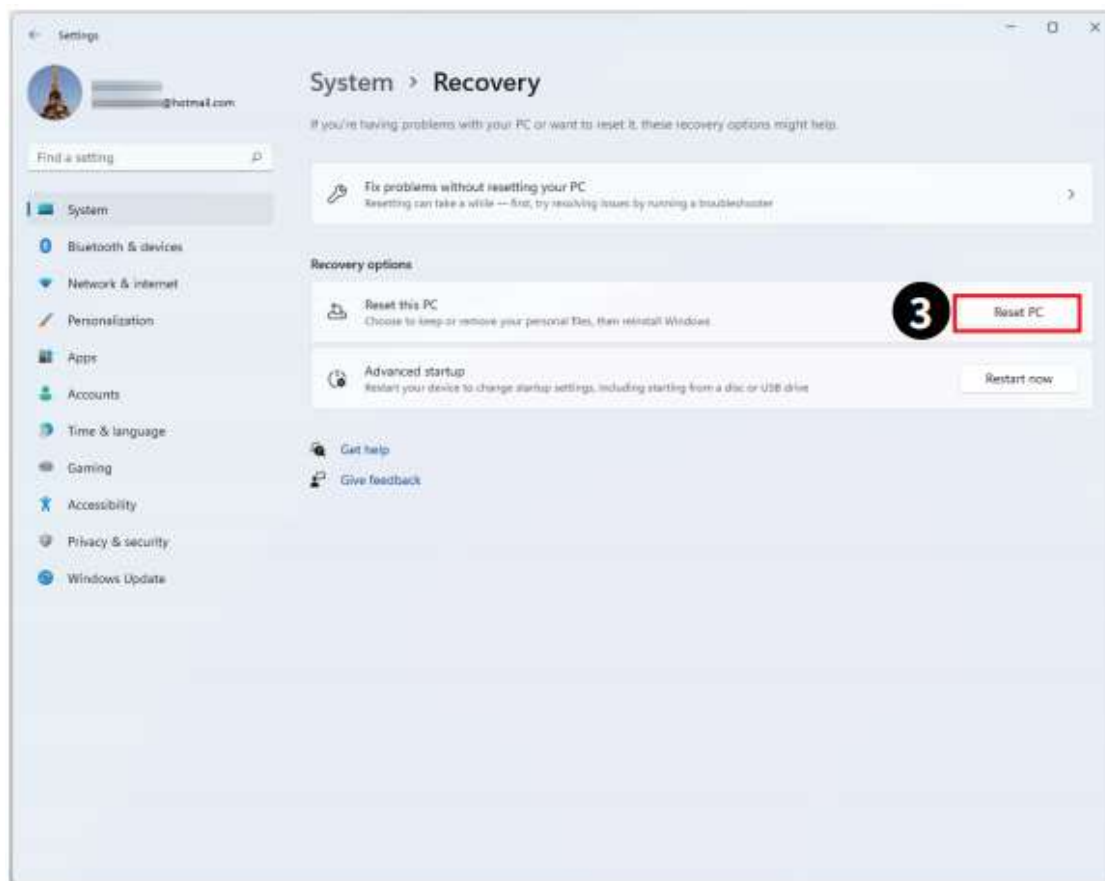 Settings
@hotmail.com
Find a setting
System
Bluetooth & devices
Network & internet
Personalization
Apps
Accounts
Time & language
Gaming
Accessibility
Privacy & security
Windows Update
System > Recovery
If you're having problems with your PC or want to reset it, these recovery options might help.
Fix problems without resetting your PC
Resetting can take a while — first, try resolving issues by running a troubleshooter
Recovery options
Reset this PC
Choose to keep or remove your personal files, then reinstall Windows
3
Reset PC
Advanced startup
Restart your device to change startup settings, including starting from a disc or USB drive
Restart now
Get help
Give feedback